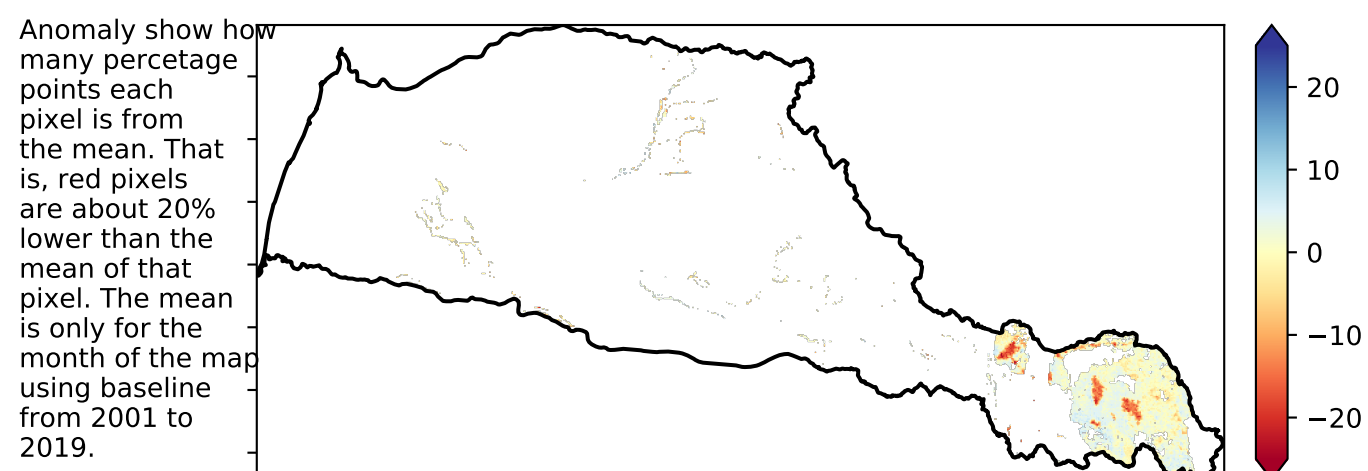 Anomaly show how
many percetage
points each
pixel is from
the mean. That
is, red pixels
are about 20%
lower than the
mean of that
pixel. The mean
is only for the
month of the map
using baseline
from 2001 to
2019.
20
10
0
−10
−20